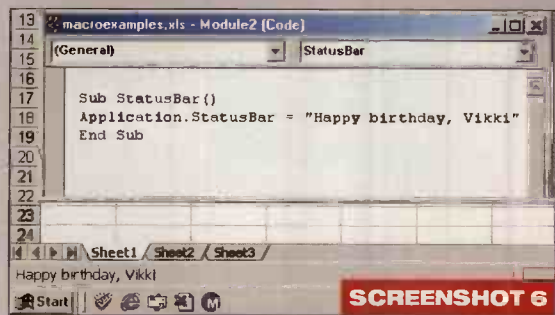 13
macroexamples.xls - Module2 (Code)
14
(General) StatusBar
15
16
17 Sub StatusBar()
18 Application.StatusBar = "Happy birthday, Vikki"
19 End Sub
20
21
22
23
24
Sheet1 Sheet2 Sheet3
Happy birthday, Vikki
Start
SCREENSHOT 6